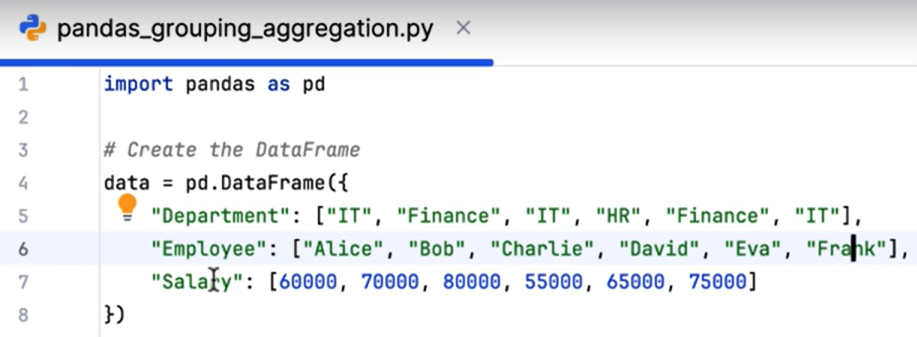 pandas_grouping_aggregation.py
1 import pandas as pd
2
3 # Create the DataFrame
4 data = pd.DataFrame({
5 "Department": ["IT", "Finance", "IT", "HR", "Finance", "IT"],
6 "Employee": ["Alice", "Bob", "Charlie", "David", "Eva", "Frank"],
7 "Salary": [60000, 70000, 80000, 55000, 65000, 75000]
8 })